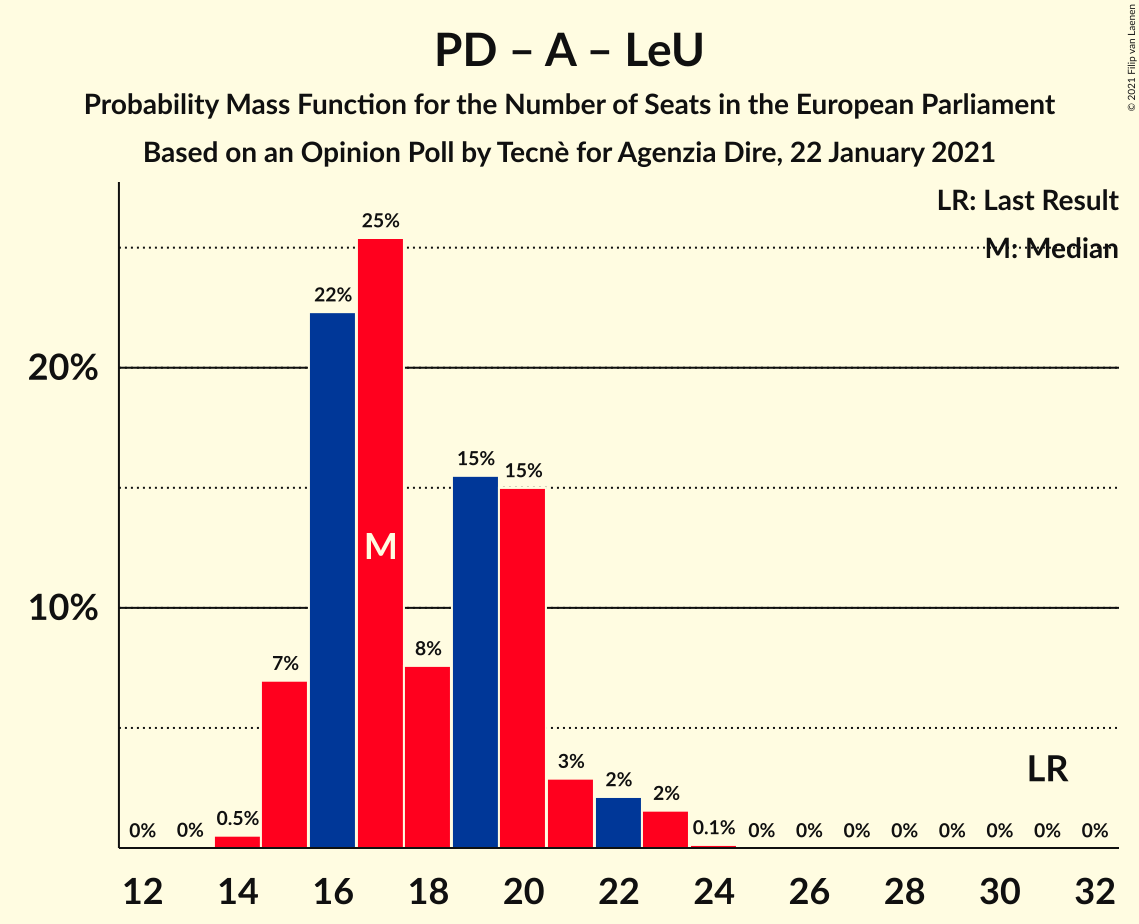 PD – A – LeU
Probability Mass Function for the Number of Seats in the European Parliament
Based on an Opinion Poll by Tecnè for Agenzia Dire, 22 January 2021
© 2021 Filip van Laenen
LR: Last Result
M: Median
20%
10%
0%
0%
0.5%
7%
22%
25%
8%
15%
15%
3%
2%
2%
0.1%
0%
0%
0%
0%
0%
0%
0%
0%
M
LR
12 14 16 18 20 22 24 26 28 30 32